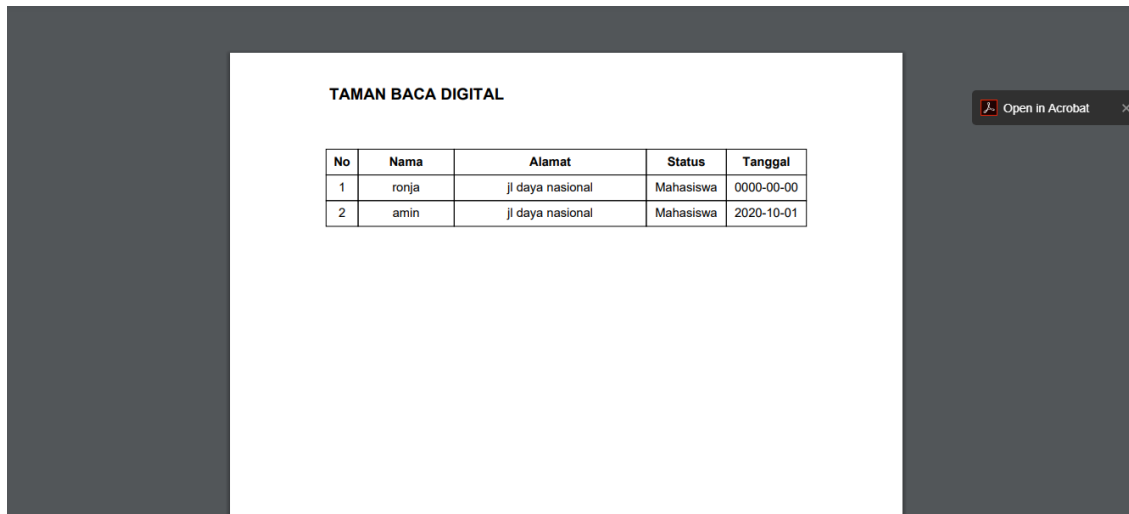 TAMAN BACA DIGITAL
Open in Acrobat ×
No Nama Alamat Status Tanggal
1 ronja jl daya nasional Mahasiswa 0000-00-00
2 amin jl daya nasional Mahasiswa 2020-10-01